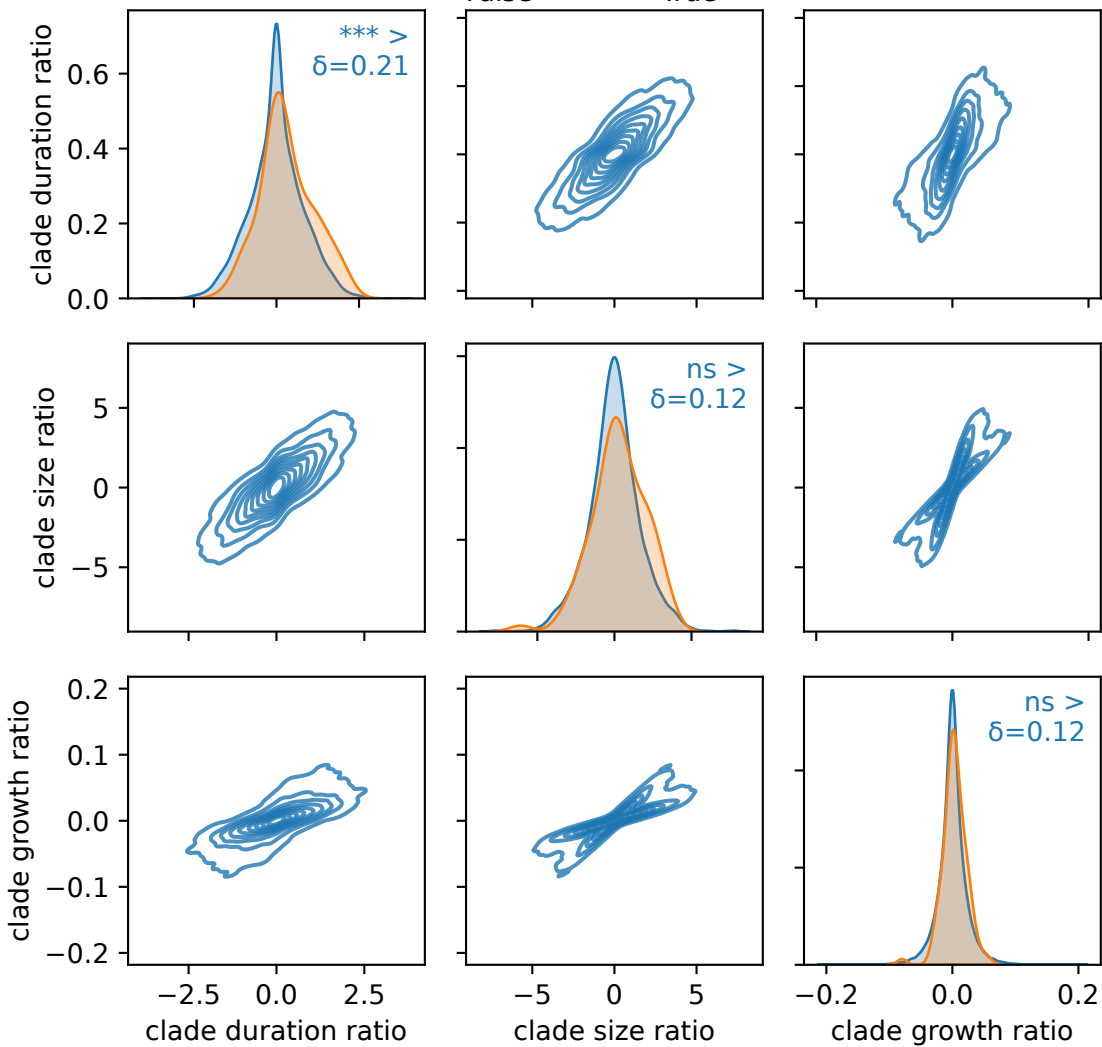 *** >
δ=0.21
clade duration ratio
0.6
0.4
0.2
0.0
ns >
δ=0.12
clade size ratio
5
0
−5
ns >
δ=0.12
clade growth ratio
0.2
0.1
0.0
−0.1
−0.2
−2.5 0.0 2.5
−5 0 5
−0.2 0.0 0.2
clade duration ratio
clade size ratio
clade growth ratio